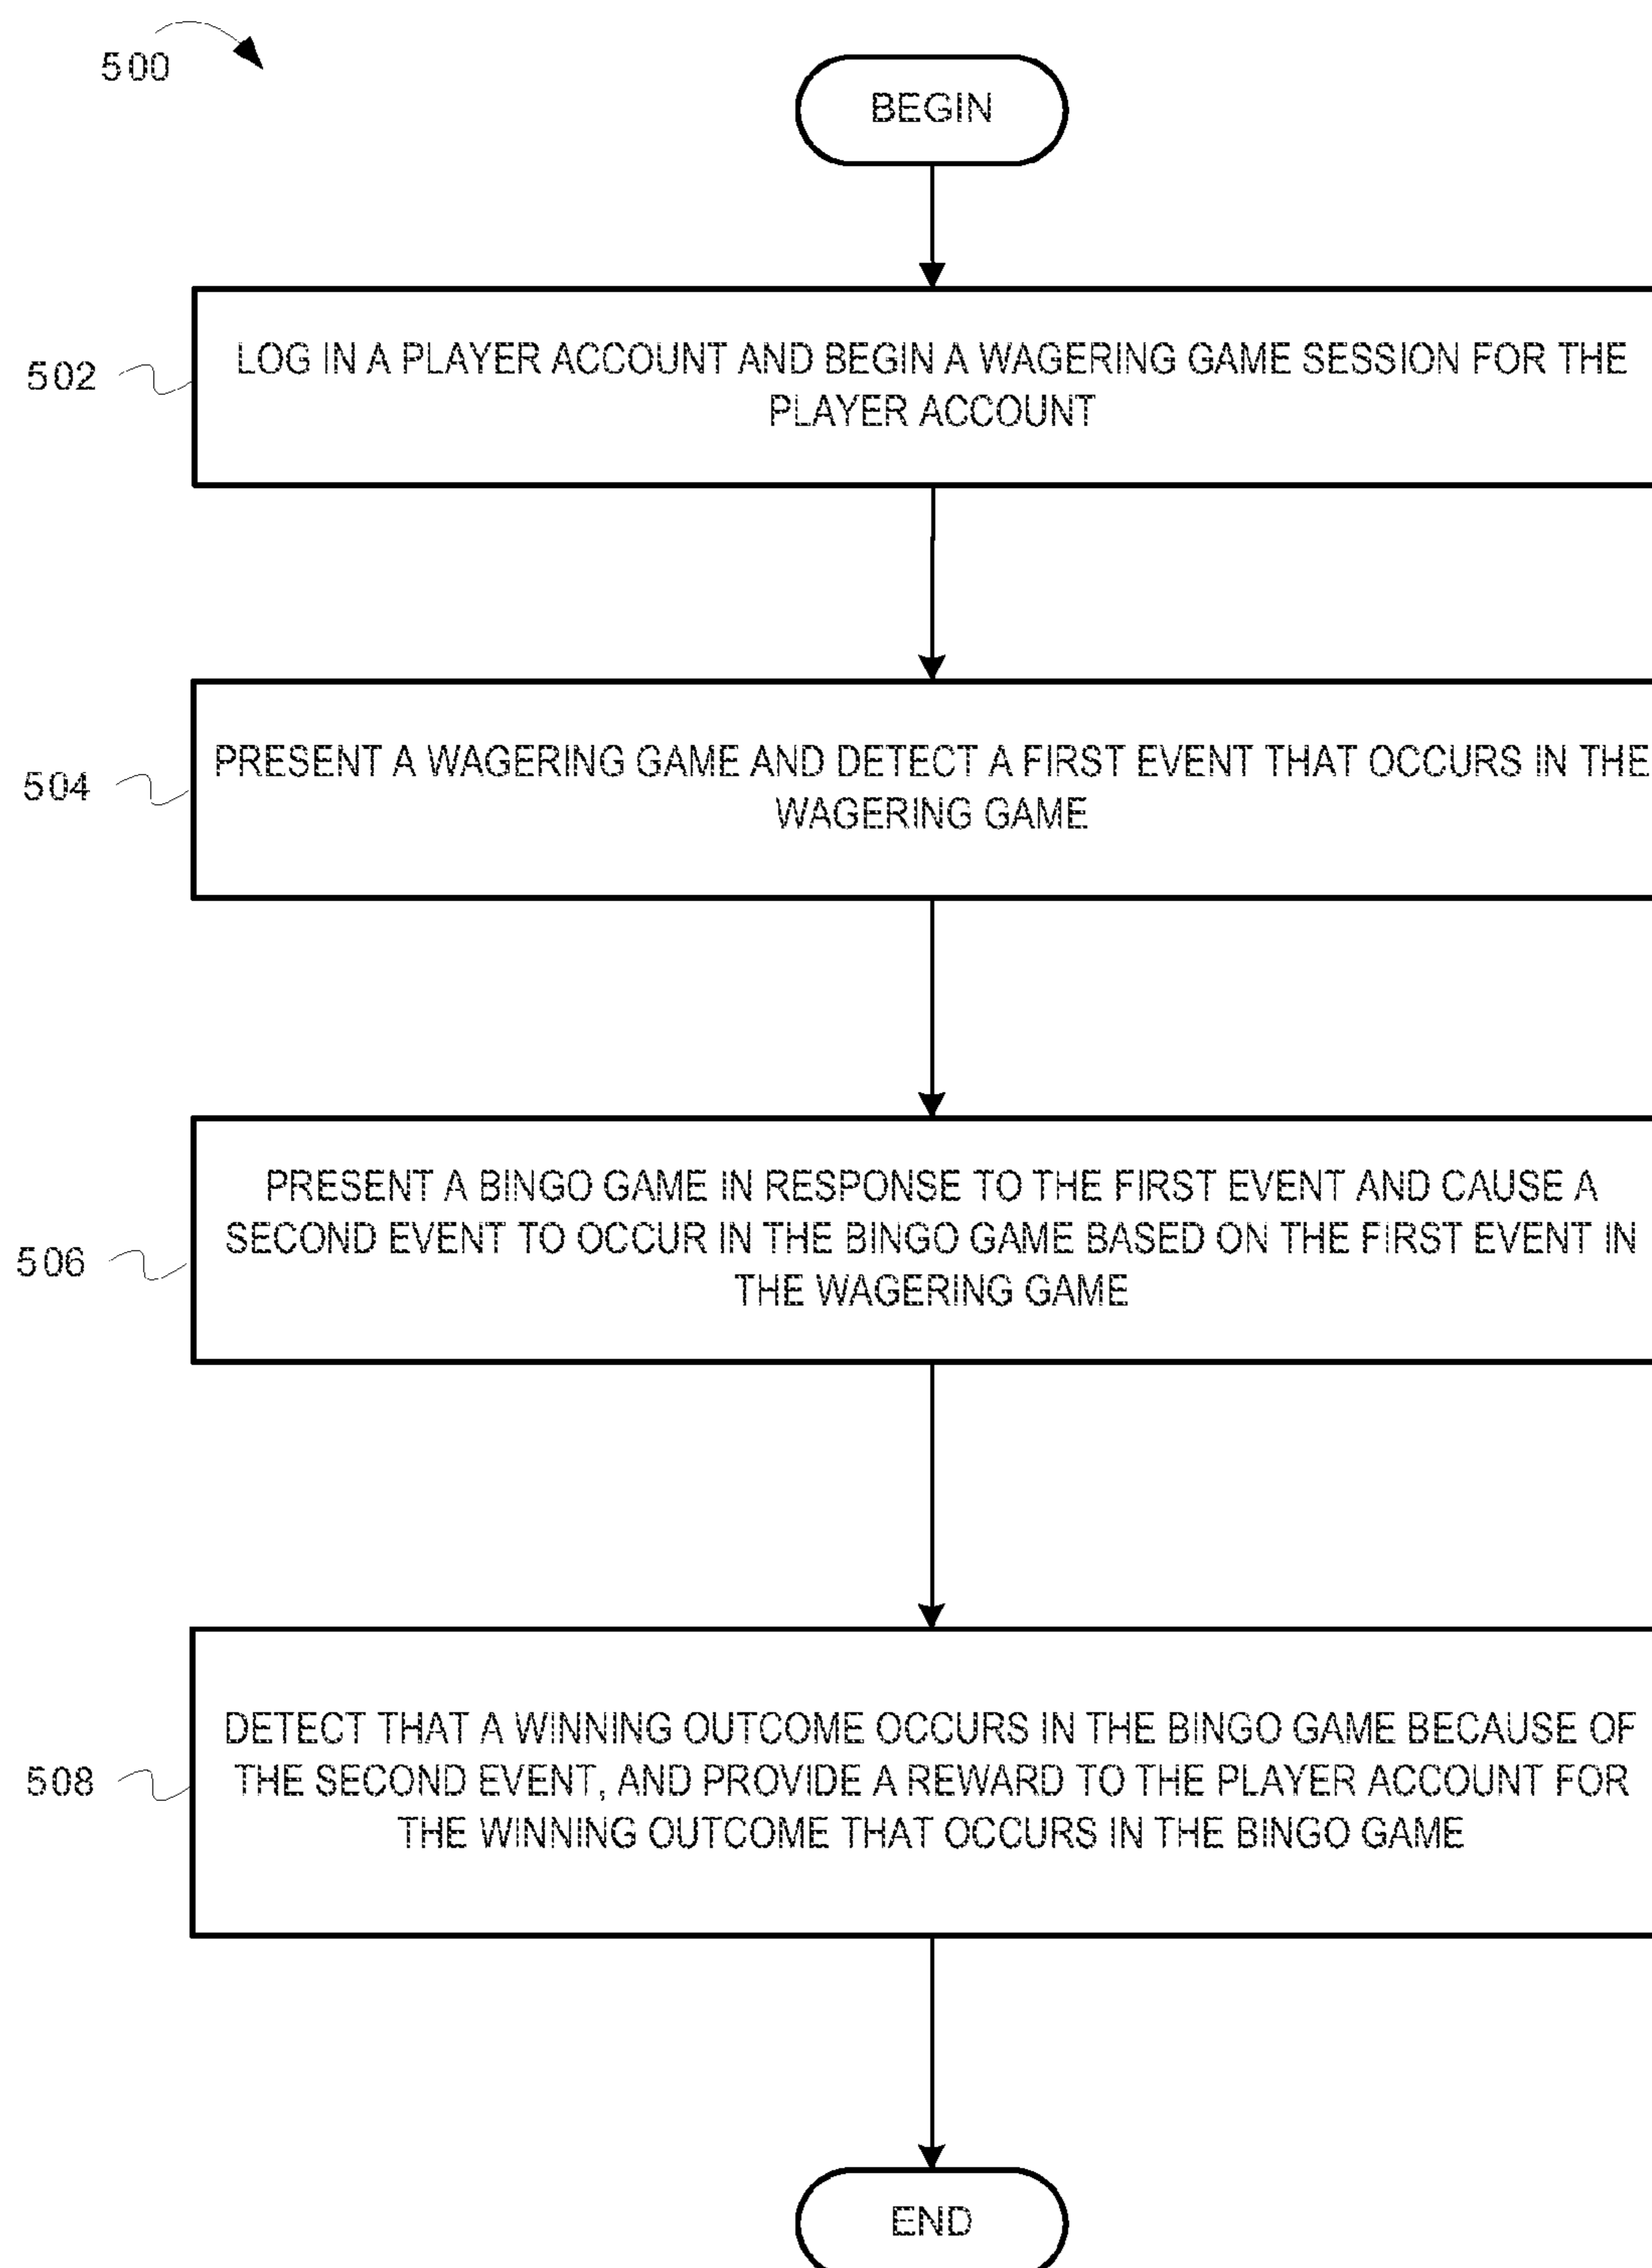 500
BEGIN
502
LOG IN A PLAYER ACCOUNT AND BEGIN A WAGERING GAME SESSION FOR THE
PLAYER ACCOUNT
504
PRESENT A WAGERING GAME AND DETECT A FIRST EVENT THAT OCCURS IN THE
WAGERING GAME
506
PRESENT A BINGO GAME IN RESPONSE TO THE FIRST EVENT AND CAUSE A
SECOND EVENT TO OCCUR IN THE BINGO GAME BASED ON THE FIRST EVENT IN
THE WAGERING GAME
508
DETECT THAT A WINNING OUTCOME OCCURS IN THE BINGO GAME BECAUSE OF
THE SECOND EVENT, AND PROVIDE A REWARD TO THE PLAYER ACCOUNT FOR
THE WINNING OUTCOME THAT OCCURS IN THE BINGO GAME
END